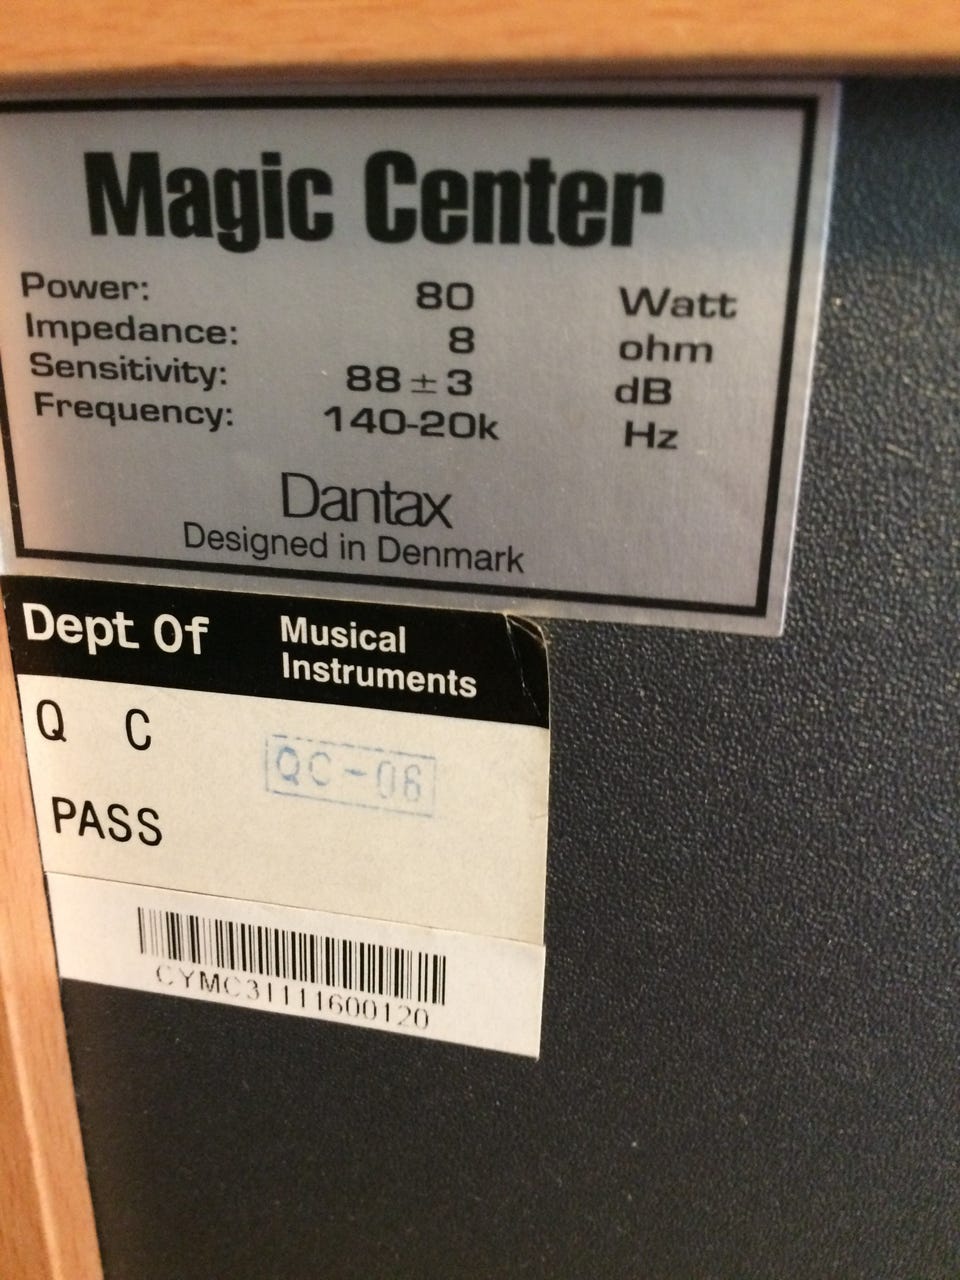 Magic Center
Power: 80 Watt
Impedance: 8 ohm
Sensitivity: 88 ± 3 dB
Frequency: 140-20k Hz
Dantax
Designed in Denmark
Dept Of Musical Instruments
Q C
QC-06
PASS
CYMC31111600120